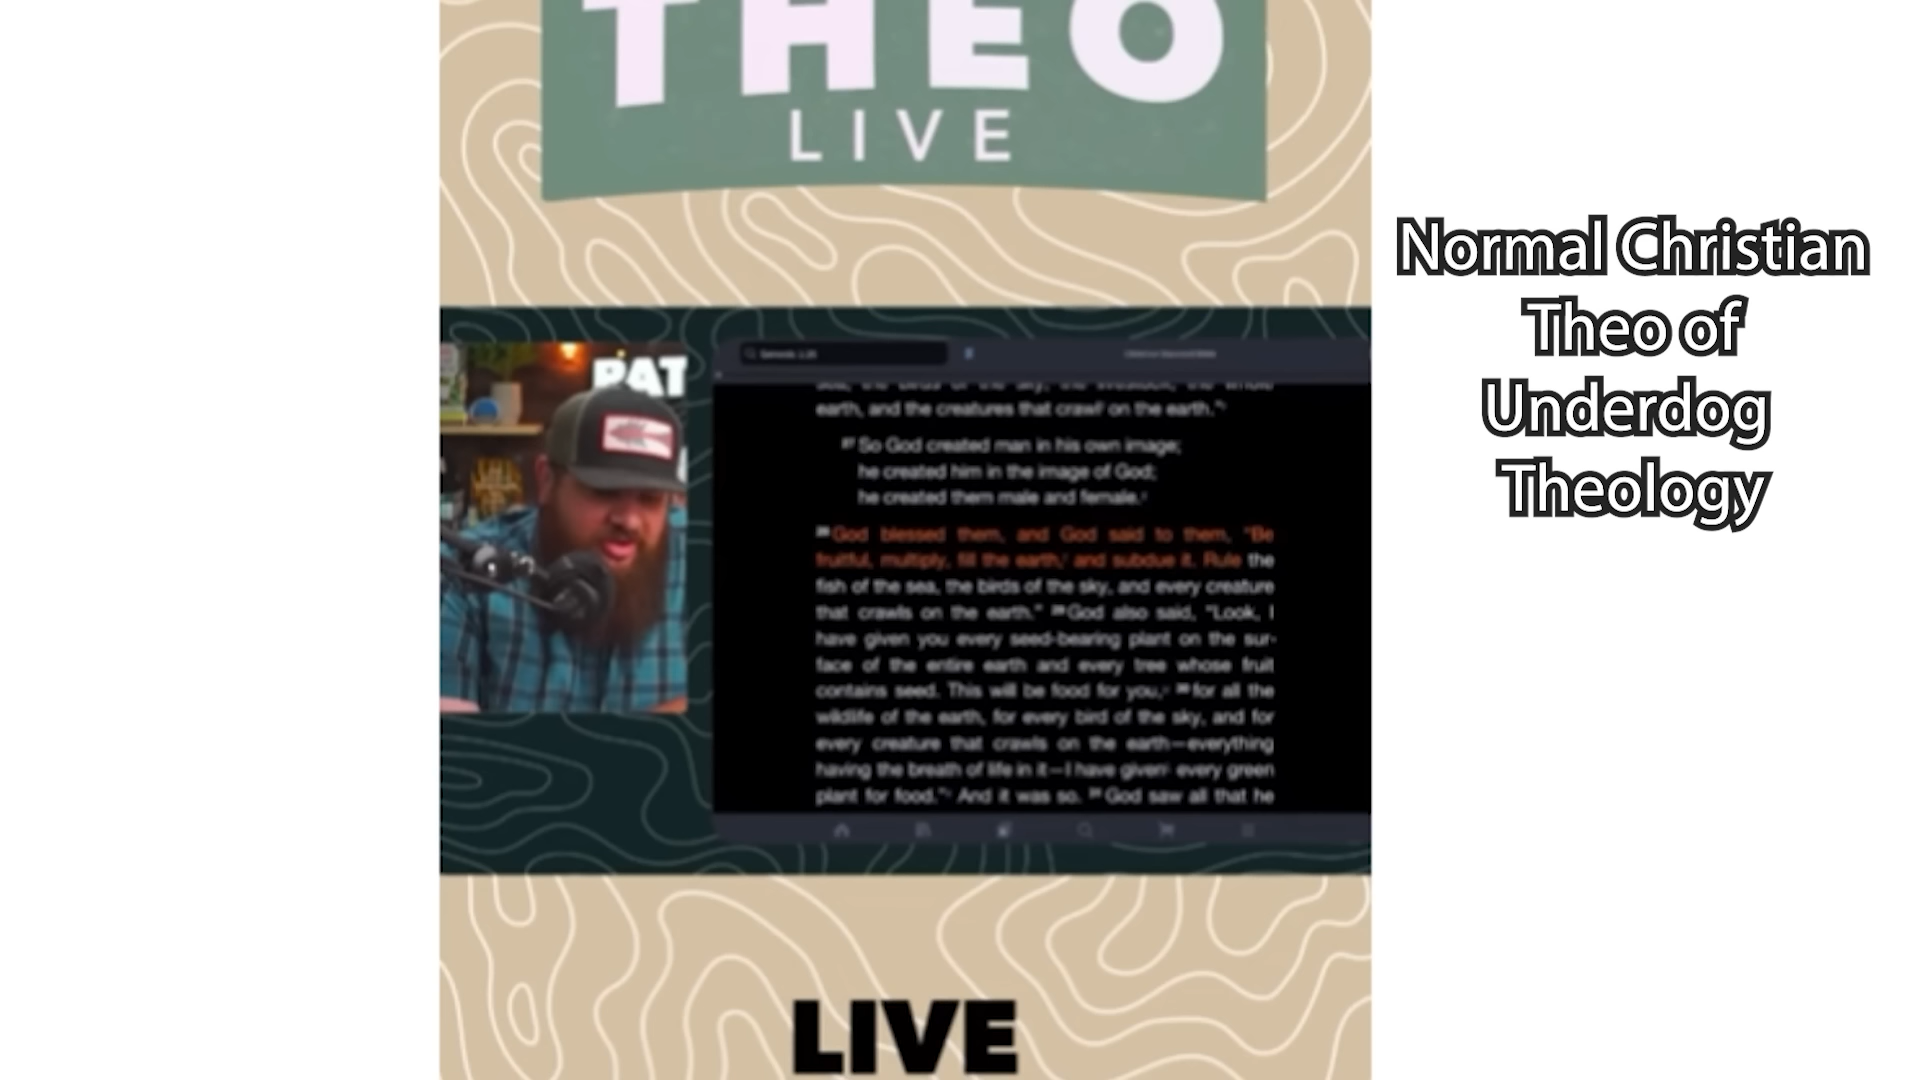 THEO
LIVE
Normal Christian
Theo of
Underdog
Theology
PAT
Genesis 1:28
earth, and the creatures that crawl on the earth."
27 So God created man in his own image;
he created him in the image of God;
he created them male and female.
28 God blessed them, and God said to them, "Be
fruitful, multiply, fill the earth, and subdue it. Rule the
fish of the sea, the birds of the sky, and every creature
that crawls on the earth." 29 God also said, "Look, I
have given you every seed-bearing plant on the sur-
face of the entire earth and every tree whose fruit
contains seed. This will be food for you, 30 for all the
wildlife of the earth, for every bird of the sky, and for
every creature that crawls on the earth—everything
having the breath of life in it—I have given every green
plant for food." And it was so. 31 God saw all that he
LIVE